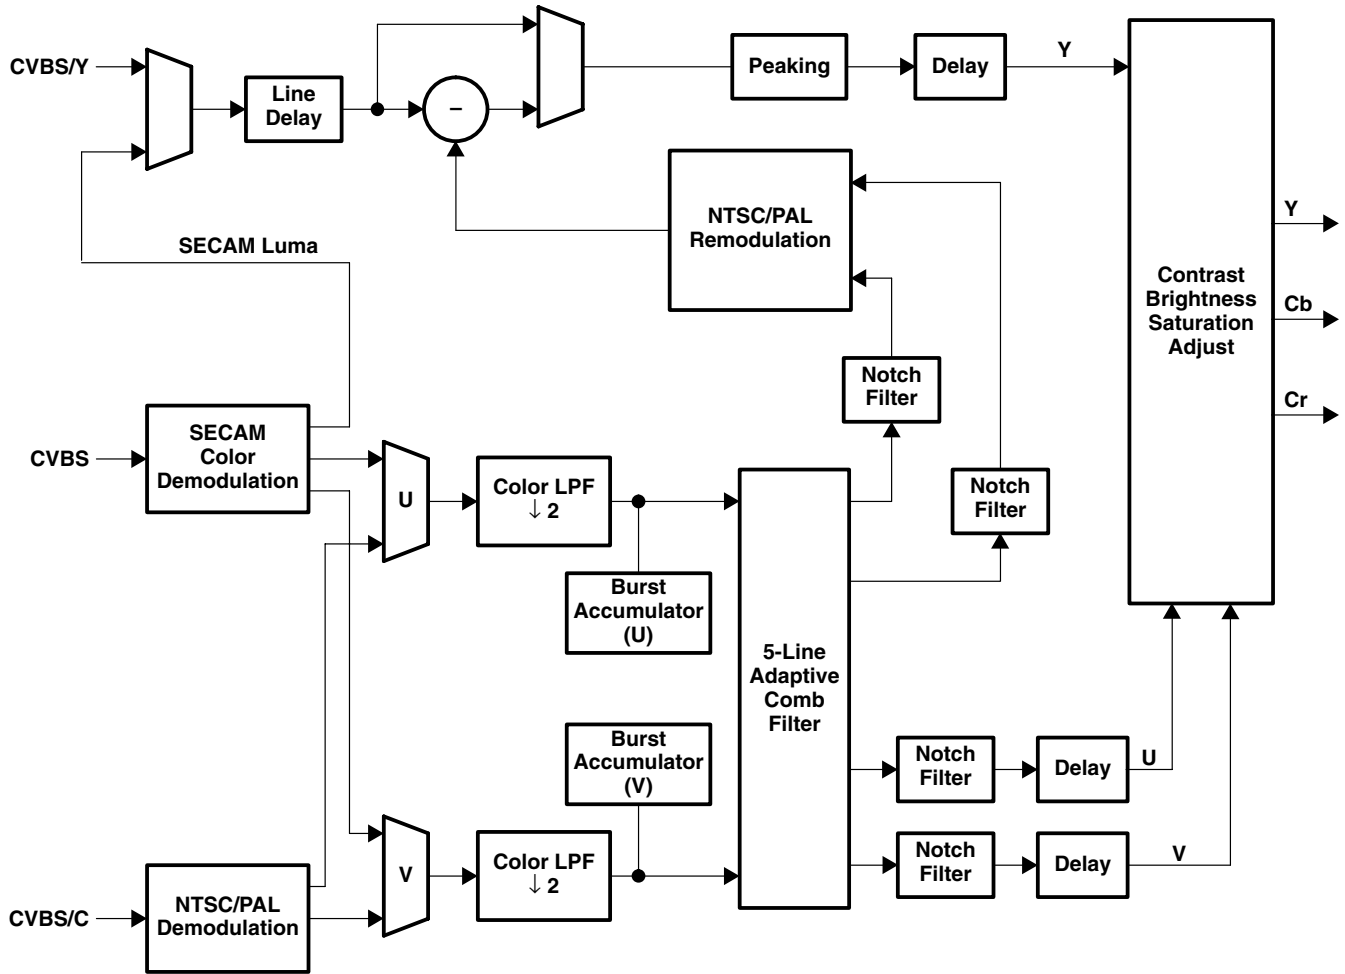 CVBS/Y
Line
Delay
–
Peaking
Delay
Y
NTSC/PAL
Remodulation
SECAM Luma
Contrast
Brightness
Saturation
Adjust
Y
Cb
Cr
Notch
Filter
CVBS
SECAM
Color
Demodulation
U
Color LPF
↓ 2
Notch
Filter
Burst
Accumulator
(U)
5-Line
Adaptive
Comb
Filter
Burst
Accumulator
(V)
Notch
Filter
Delay
U
CVBS/C
NTSC/PAL
Demodulation
V
Color LPF
↓ 2
Notch
Filter
Delay
V